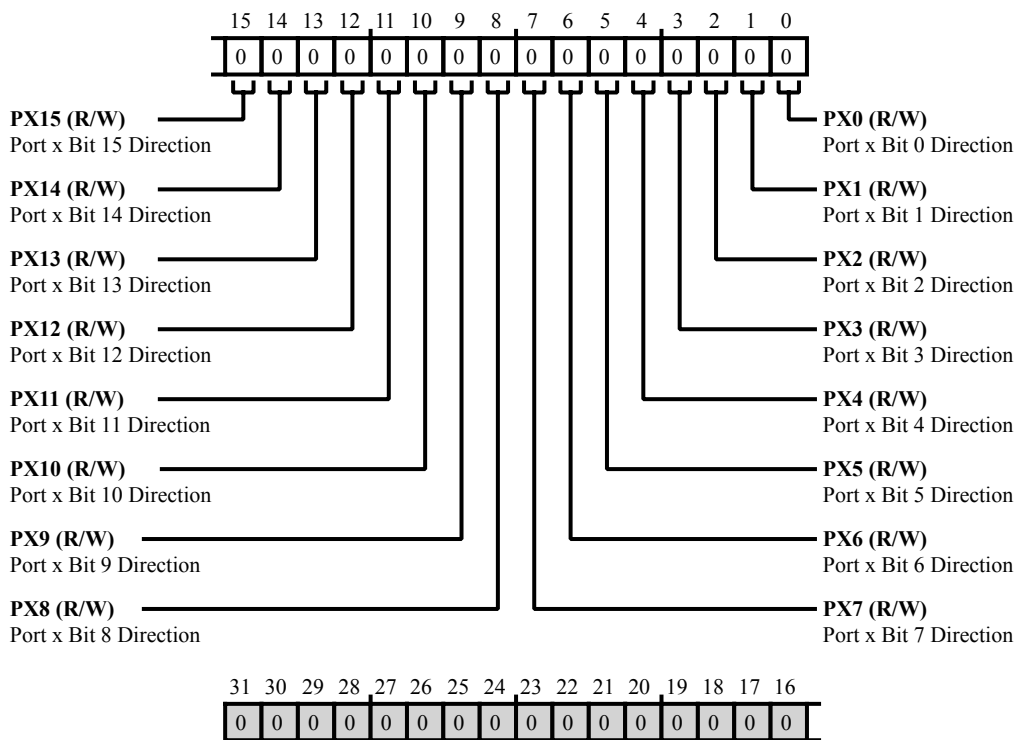 15 14 13 12 11 10 9 8 7 6 5 4 3 2 1 0
0 0 0 0 0 0 0 0 0 0 0 0 0 0 0 0
PX15 (R/W)
Port x Bit 15 Direction
PX14 (R/W)
Port x Bit 14 Direction
PX13 (R/W)
Port x Bit 13 Direction
PX12 (R/W)
Port x Bit 12 Direction
PX11 (R/W)
Port x Bit 11 Direction
PX10 (R/W)
Port x Bit 10 Direction
PX9 (R/W)
Port x Bit 9 Direction
PX8 (R/W)
Port x Bit 8 Direction
PX0 (R/W)
Port x Bit 0 Direction
PX1 (R/W)
Port x Bit 1 Direction
PX2 (R/W)
Port x Bit 2 Direction
PX3 (R/W)
Port x Bit 3 Direction
PX4 (R/W)
Port x Bit 4 Direction
PX5 (R/W)
Port x Bit 5 Direction
PX6 (R/W)
Port x Bit 6 Direction
PX7 (R/W)
Port x Bit 7 Direction
31 30 29 28 27 26 25 24 23 22 21 20 19 18 17 16
0 0 0 0 0 0 0 0 0 0 0 0 0 0 0 0